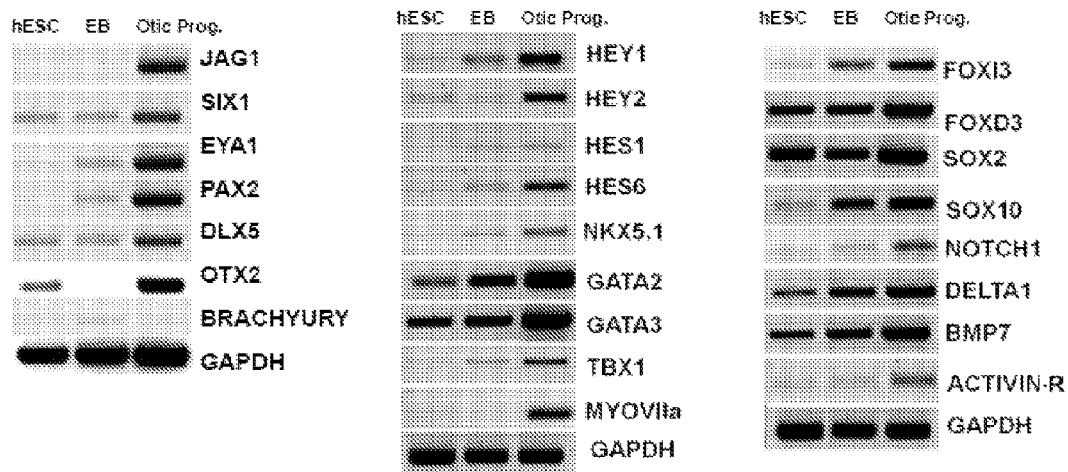 hESC EB Otic Prog.
JAG1
SIX1
EYA1
PAX2
DLX5
OTX2
BRACHYURY
GAPDH
hESC EB Otic Prog.
HEY1
HEY2
HES1
HES6
NKX5.1
GATA2
GATA3
TBX1
MYOVIIa
GAPDH
hESC EB Otic Prog.
FOXI3
FOXD3
SOX2
SOX10
NOTCH1
DELTA1
BMP7
ACTIVIN-R
GAPDH